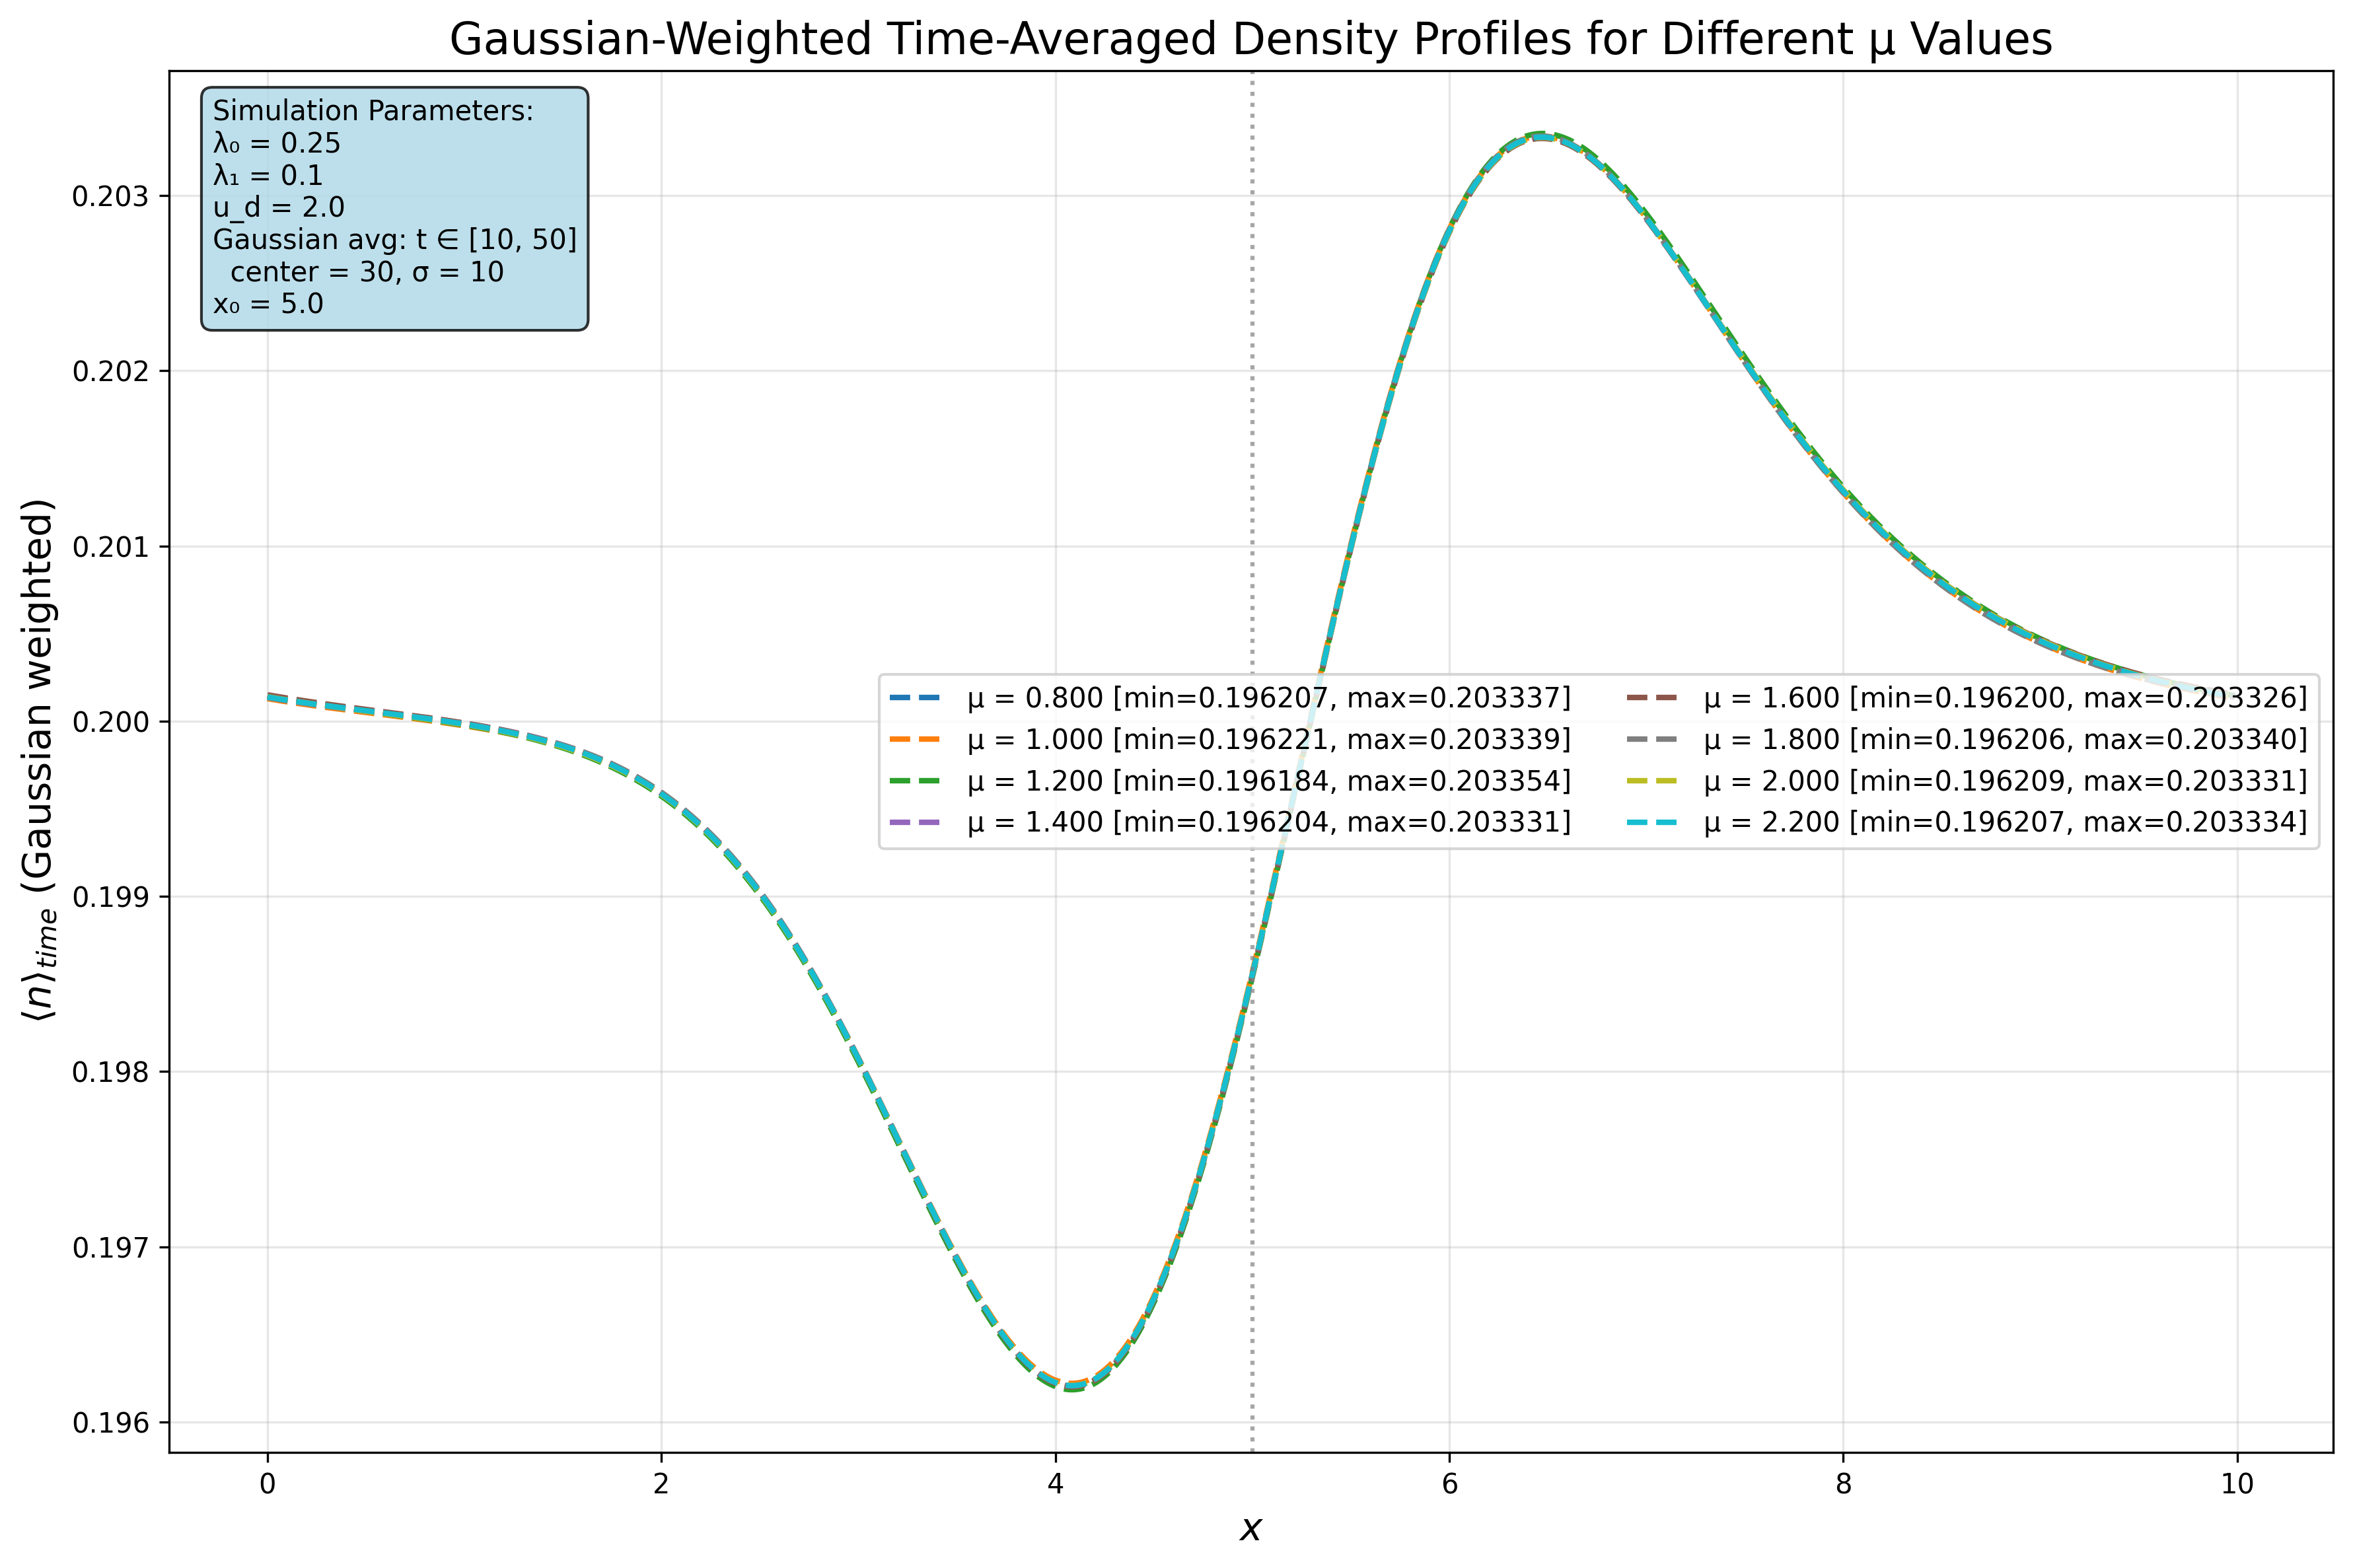 Gaussian-Weighted Time-Averaged Density Profiles for Different μ Values
Simulation Parameters:
λ₀ = 0.25
λ₁ = 0.1
u_d = 2.0
Gaussian avg: t ∈ [10, 50]
center = 30, σ = 10
x₀ = 5.0
⟨n⟩time (Gaussian weighted)
0.203
0.202
0.201
0.200
0.199
0.198
0.197
0.196
μ = 0.800 [min=0.196207, max=0.203337]
μ = 1.000 [min=0.196221, max=0.203339]
μ = 1.200 [min=0.196184, max=0.203354]
μ = 1.400 [min=0.196204, max=0.203331]
μ = 1.600 [min=0.196200, max=0.203326]
μ = 1.800 [min=0.196206, max=0.203340]
μ = 2.000 [min=0.196209, max=0.203331]
μ = 2.200 [min=0.196207, max=0.203334]
0 2 4 6 8 10
x